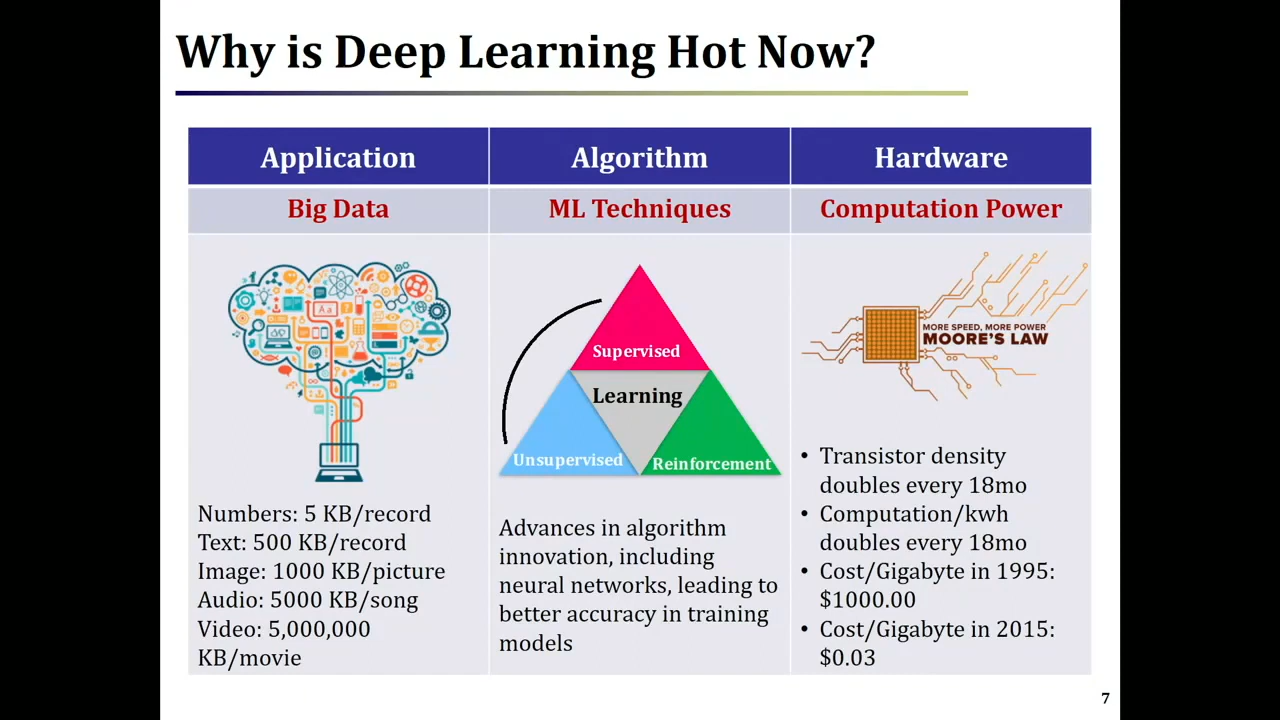 Why is Deep Learning Hot Now?
Application
Algorithm
Hardware
Big Data
ML Techniques
Computation Power
Aa
Supervised
Learning
Unsupervised
Reinforcement
MORE SPEED, MORE POWER
MOORE'S LAW
Numbers: 5 KB/record
Text: 500 KB/record
Image: 1000 KB/picture
Audio: 5000 KB/song
Video: 5,000,000
KB/movie
Advances in algorithm
innovation, including
neural networks, leading to
better accuracy in training
models
• Transistor density
doubles every 18mo
• Computation/kwh
doubles every 18mo
• Cost/Gigabyte in 1995:
$1000.00
• Cost/Gigabyte in 2015:
$0.03
7